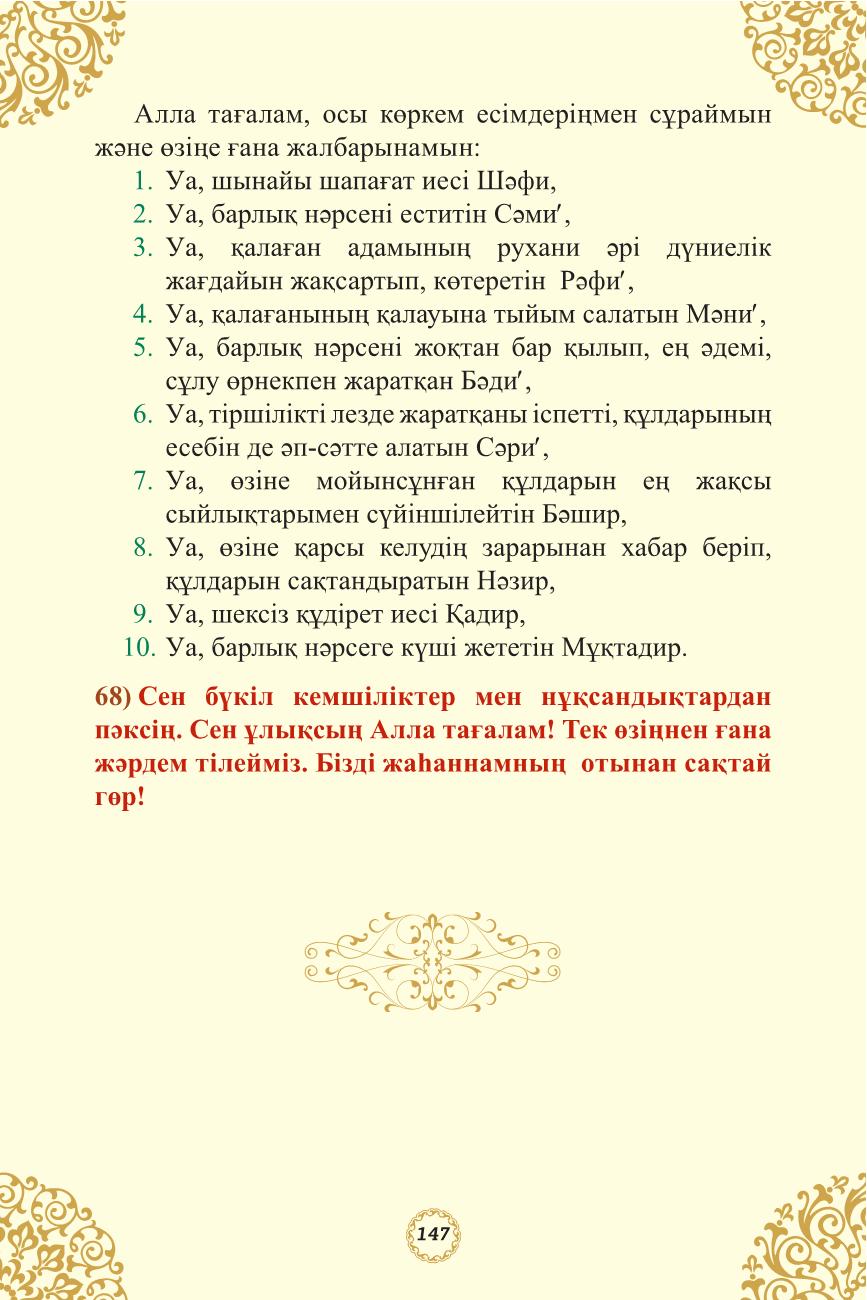 Алла тағалам, осы көркем есімдеріңмен сұраймын
және өзіңе ғана жалбарынамын:
1. Уа, шынайы шапағат иесі Шәфи,
2. Уа, барлық нәрсені еститін Сәми′,
3. Уа, қалаған адамының рухани әрі дүниелік
жағдайын жақсартып, көтеретін Рәфи′,
4. Уа, қалағанының қалауына тыйым салатын Мәни′,
5. Уа, барлық нәрсені жоқтан бар қылып, ең әдемі,
сұлу өрнекпен жаратқан Бәди′,
6. Уа, тіршілікті лезде жаратқаны іспетті, құлдарының
есебін де әп-сәтте алатын Сәри′,
7. Уа, өзіне мойынсұнған құлдарын ең жақсы
сыйлықтарымен сүйіншілейтін Бәшир,
8. Уа, өзіне қарсы келудің зарарынан хабар беріп,
құлдарын сақтандыратын Нәзир,
9. Уа, шексіз құдірет иесі Қадир,
10. Уа, барлық нәрсеге күші жететін Мұқтадир.
68) Сен бүкіл кемшіліктер мен нұқсандықтардан
пәксің. Сен ұлықсың Алла тағалам! Тек өзіңнен ғана
жәрдем тілейміз. Бізді жаһаннамның отынан сақтай
гөр!
147